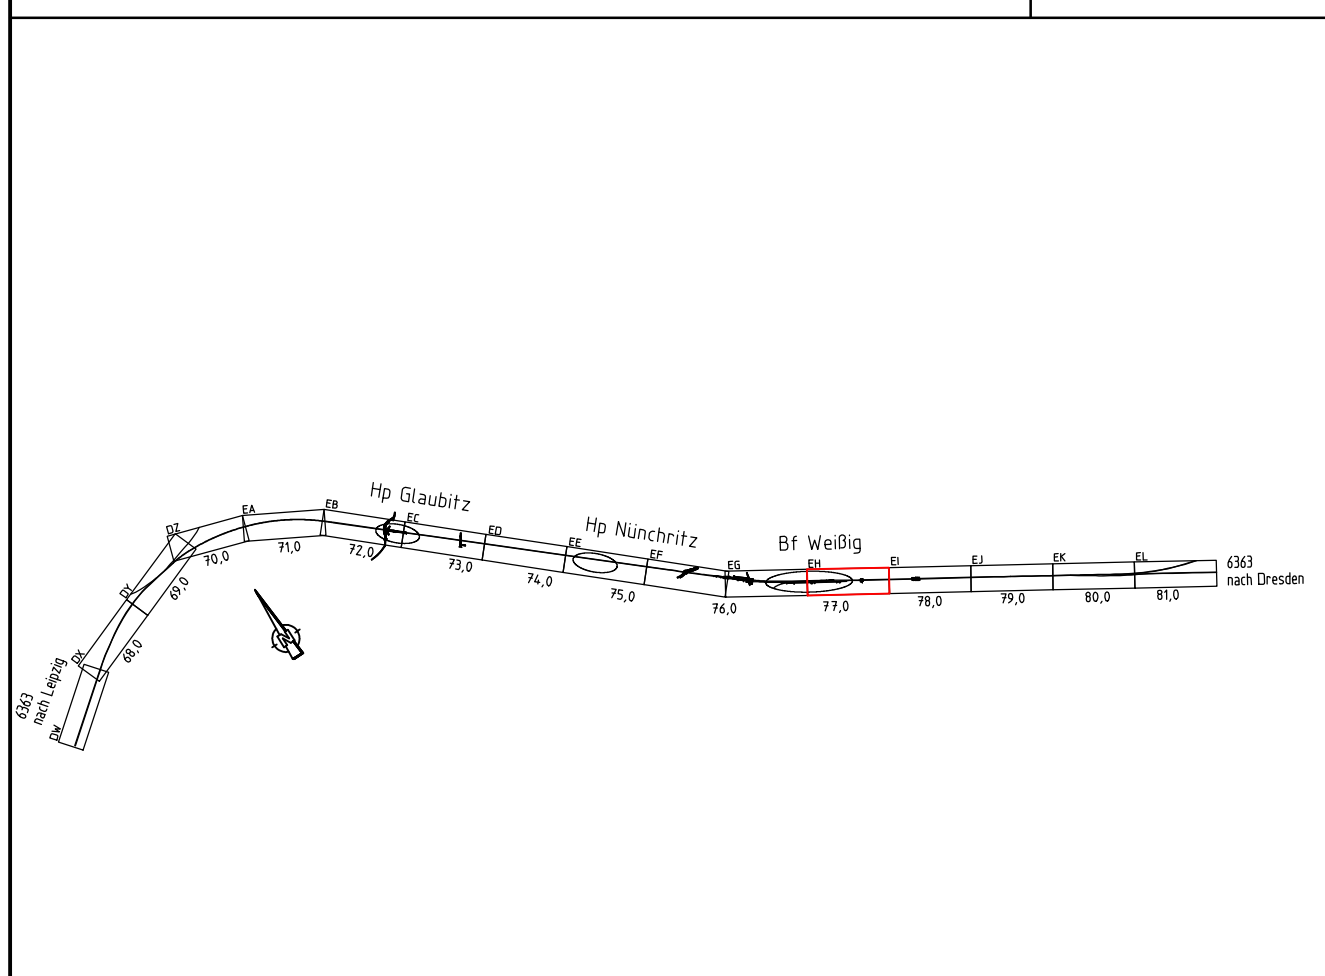 Hp Glaubitz
Hp Nünchritz
Bf Weißig
DW
DX
DY
DZ
EA
EB
EC
ED
EE
EF
EG
EH
EI
EJ
EK
EL
68,0
69,0
70,0
71,0
72,0
73,0
74,0
75,0
76,0
77,0
78,0
79,0
80,0
81,0
6363
nach Leipzig
6363
nach Dresden
N